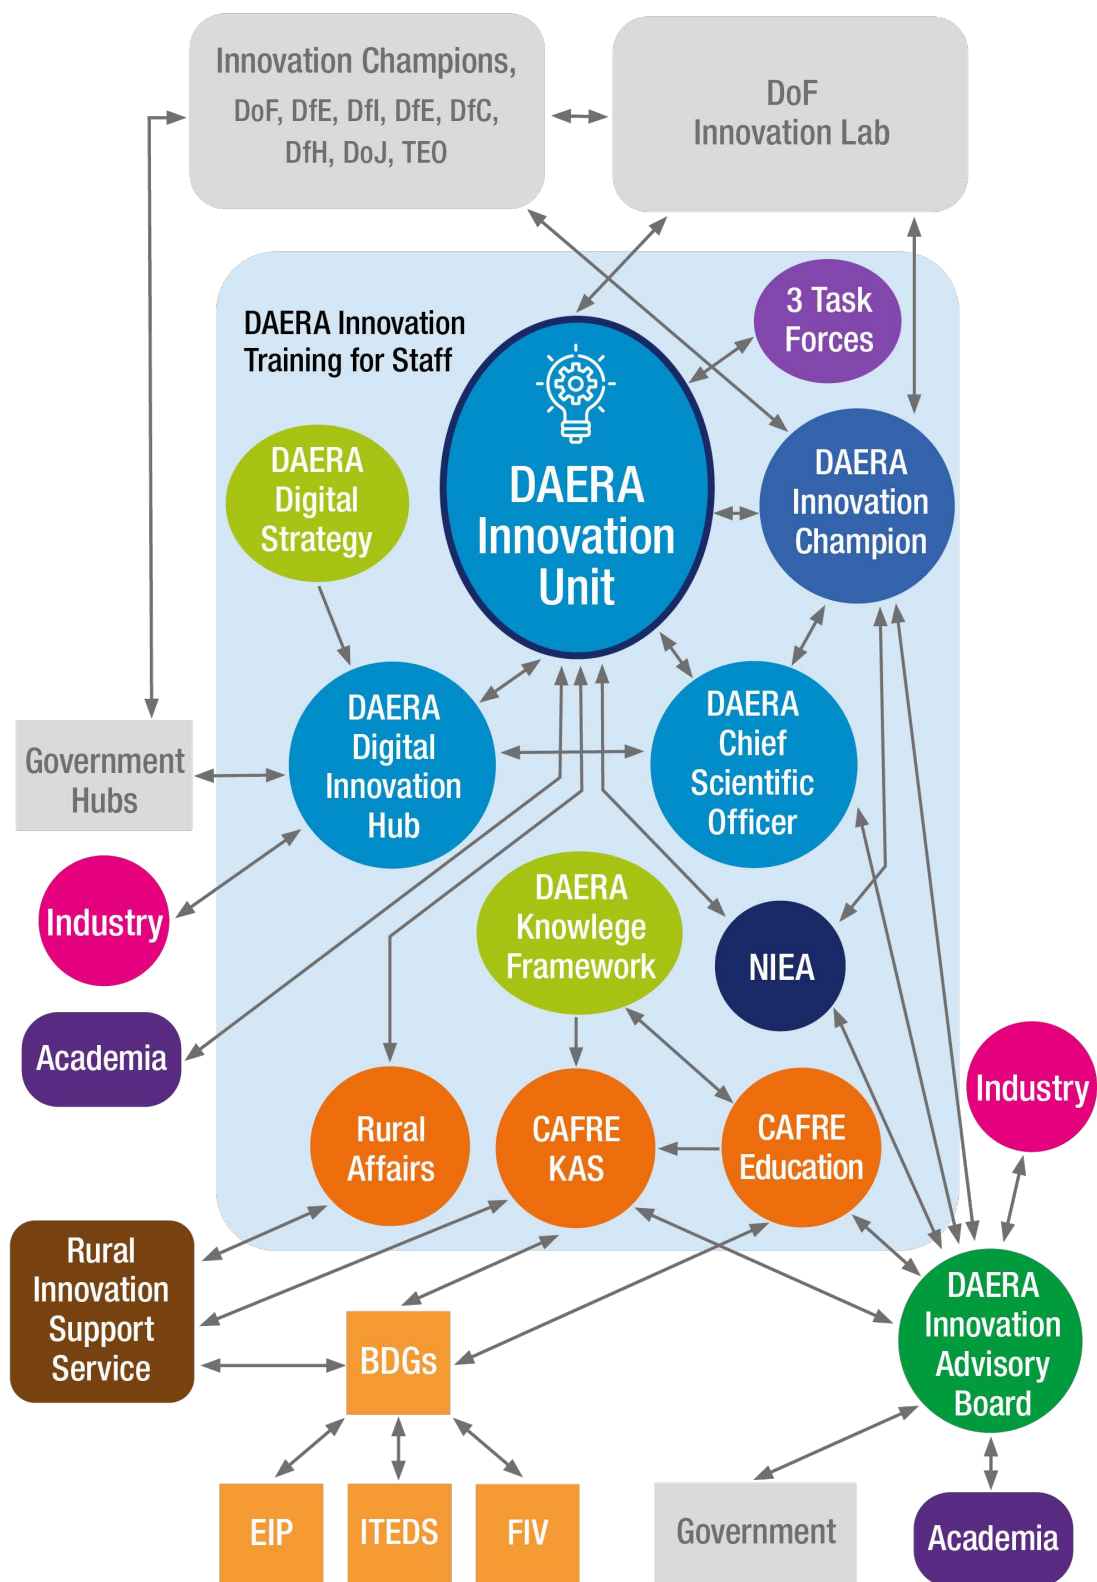 Innovation Champions,
DoF, DfE, DfI, DfE, DfC,
DfH, DoJ, TEO
DoF
Innovation Lab
DAERA Innovation
Training for Staff
3 Task
Forces
DAERA
Innovation
Unit
DAERA
Digital
Strategy
DAERA
Innovation
Champion
DAERA
Digital
Innovation
Hub
DAERA
Chief
Scientific
Officer
Government
Hubs
Industry
DAERA
Knowlege
Framework
NIEA
Academia
Industry
Rural
Affairs
CAFRE
KAS
CAFRE
Education
Rural
Innovation
Support
Service
BDGs
DAERA
Innovation
Advisory
Board
EIP
ITEDS
FIV
Government
Academia